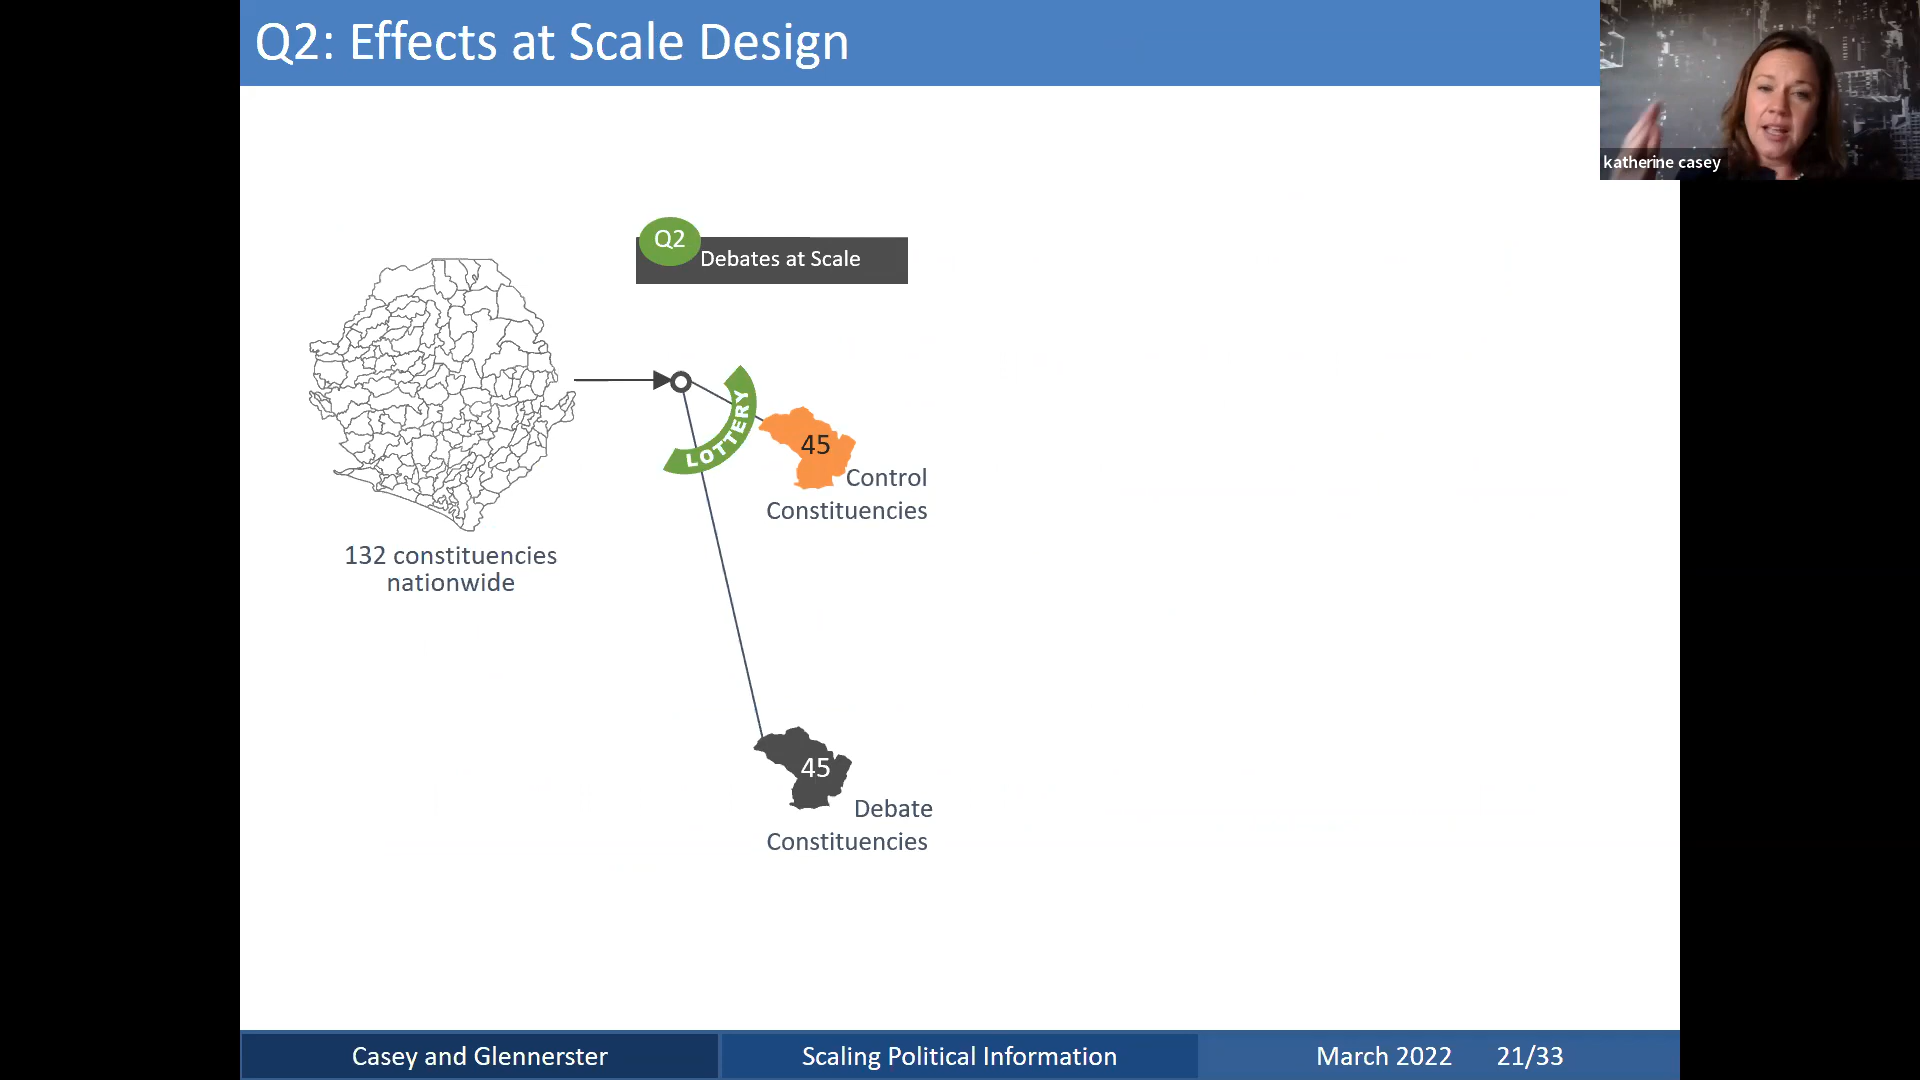 Q2: Effects at Scale Design
katherine casey
Q2
Debates at Scale
LOTTERY
45
Control
Constituencies
132 constituencies
nationwide
45
Debate
Constituencies
Casey and Glennerster
Scaling Political Information
March 2022 21/33